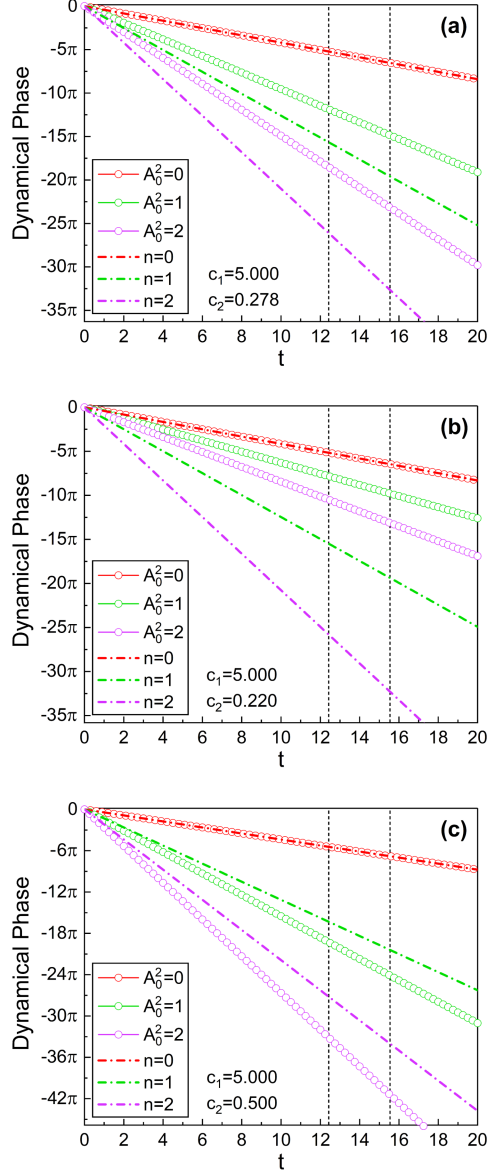 (a)
0
-5π
-10π
-15π
-20π
-25π
-30π
-35π
Dynamical Phase
A₀²=0
A₀²=1
A₀²=2
n=0
n=1
n=2
c₁=5.000
c₂=0.278
0 2 4 6 8 10 12 14 16 18 20
t
(b)
0
-5π
-10π
-15π
-20π
-25π
-30π
-35π
Dynamical Phase
A₀²=0
A₀²=1
A₀²=2
n=0
n=1
n=2
c₁=5.000
c₂=0.220
0 2 4 6 8 10 12 14 16 18 20
t
(c)
0
-6π
-12π
-18π
-24π
-30π
-36π
-42π
Dynamical Phase
A₀²=0
A₀²=1
A₀²=2
n=0
n=1
n=2
c₁=5.000
c₂=0.500
0 2 4 6 8 10 12 14 16 18 20
t